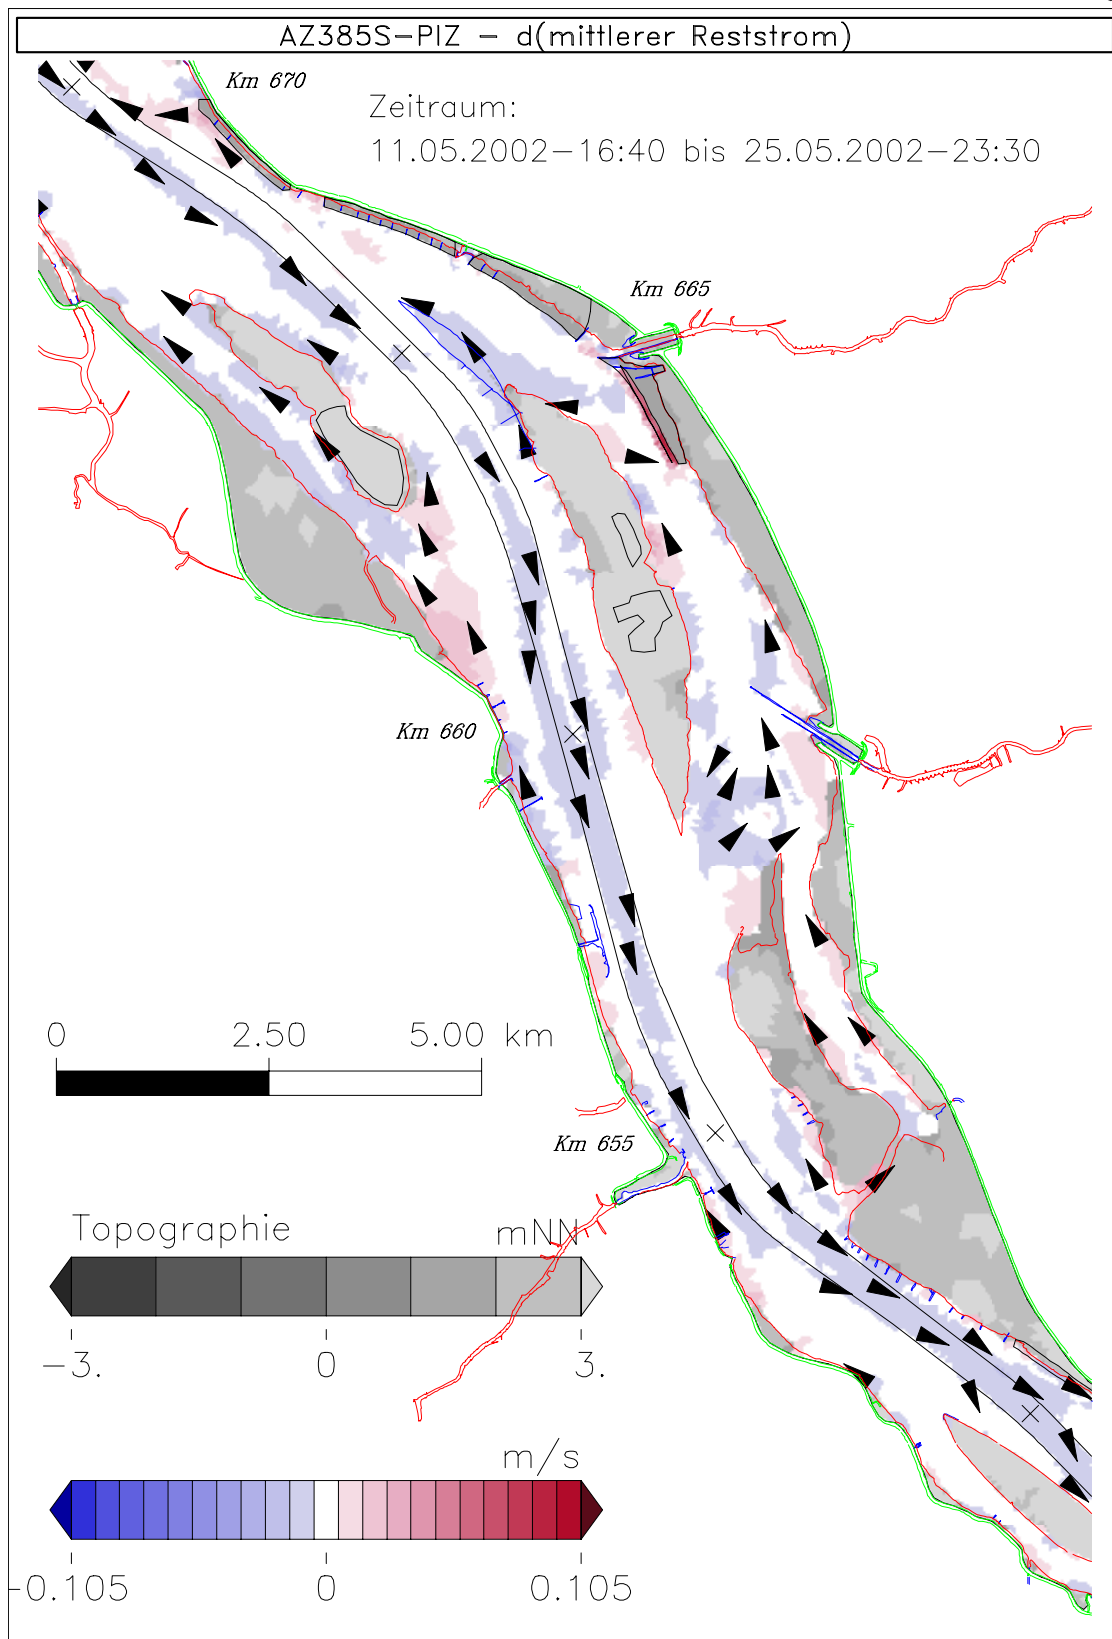 AZ385S-PIZ - d(mittlerer Reststrom)
Km 670
Zeitraum:
11.05.2002-16:40 bis 25.05.2002-23:30
Km 665
Km 660
0 2.50 5.00 km
Km 655
Topographie mNN
-3. 0 3.
m/s
-0.105 0 0.105